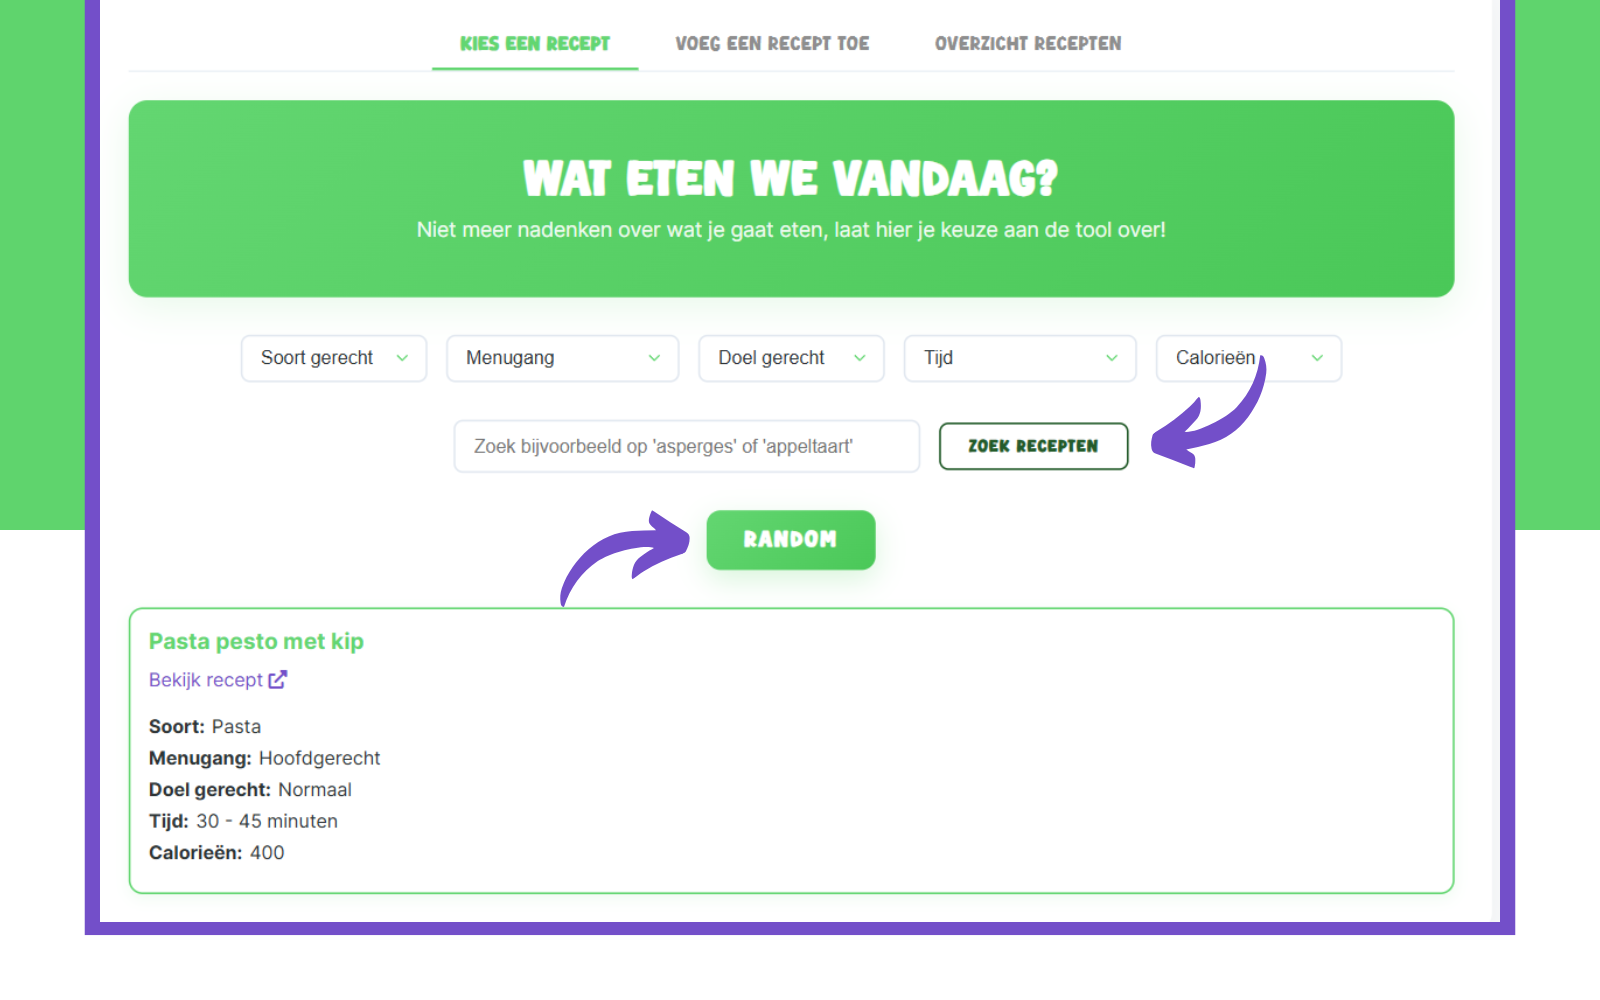 KIES EEN RECEPT VOEG EEN RECEPT TOE OVERZICHT RECEPTEN
WAT ETEN WE VANDAAG?
Niet meer nadenken over wat je gaat eten, laat hier je keuze aan de tool over!
Soort gerecht Menugang Doel gerecht Tijd Calorieën
Zoek bijvoorbeeld op 'asperges' of 'appeltaart' ZOEK RECEPTEN
RANDOM
Pasta pesto met kip
Bekijk recept
Soort: Pasta
Menugang: Hoofdgerecht
Doel gerecht: Normaal
Tijd: 30 - 45 minuten
Calorieën: 400